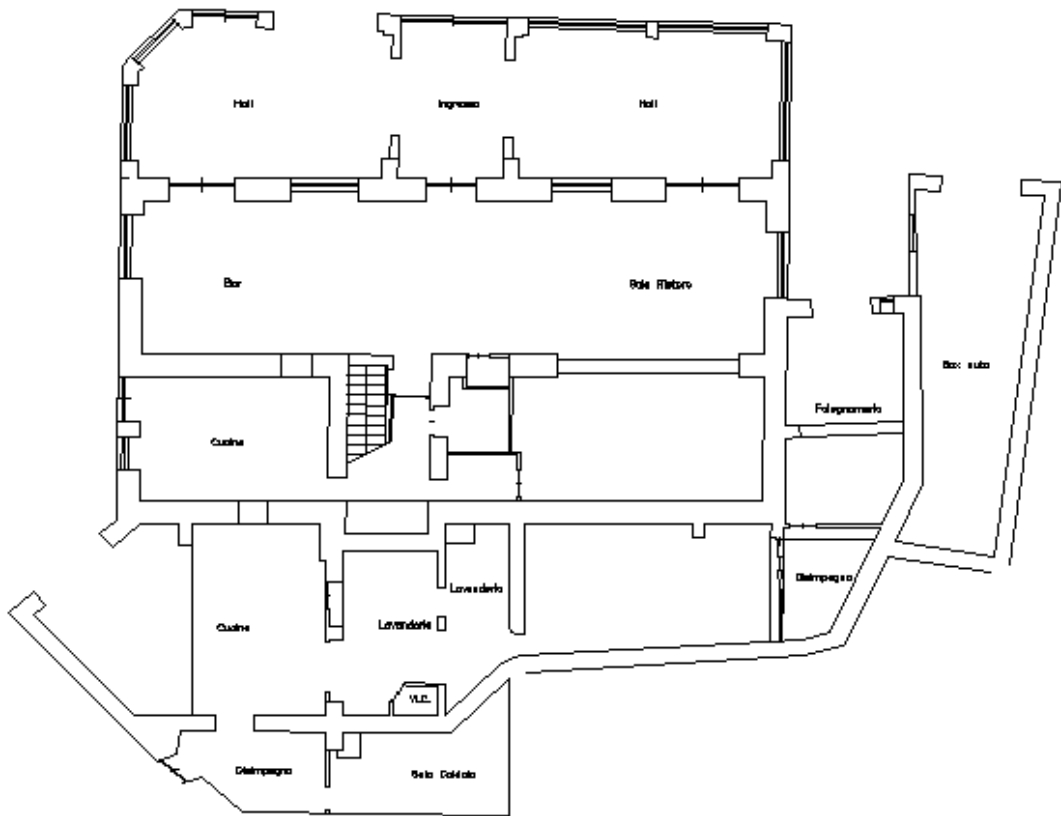 Hall
Ingresso
Hall
Bar
Sala Ristoro
Box auto
Falegnameria
Cucina
Disimpegno
Lavanderia
Cucina
Lavanderia
W.C.
Disimpegno
Sala Caldaia